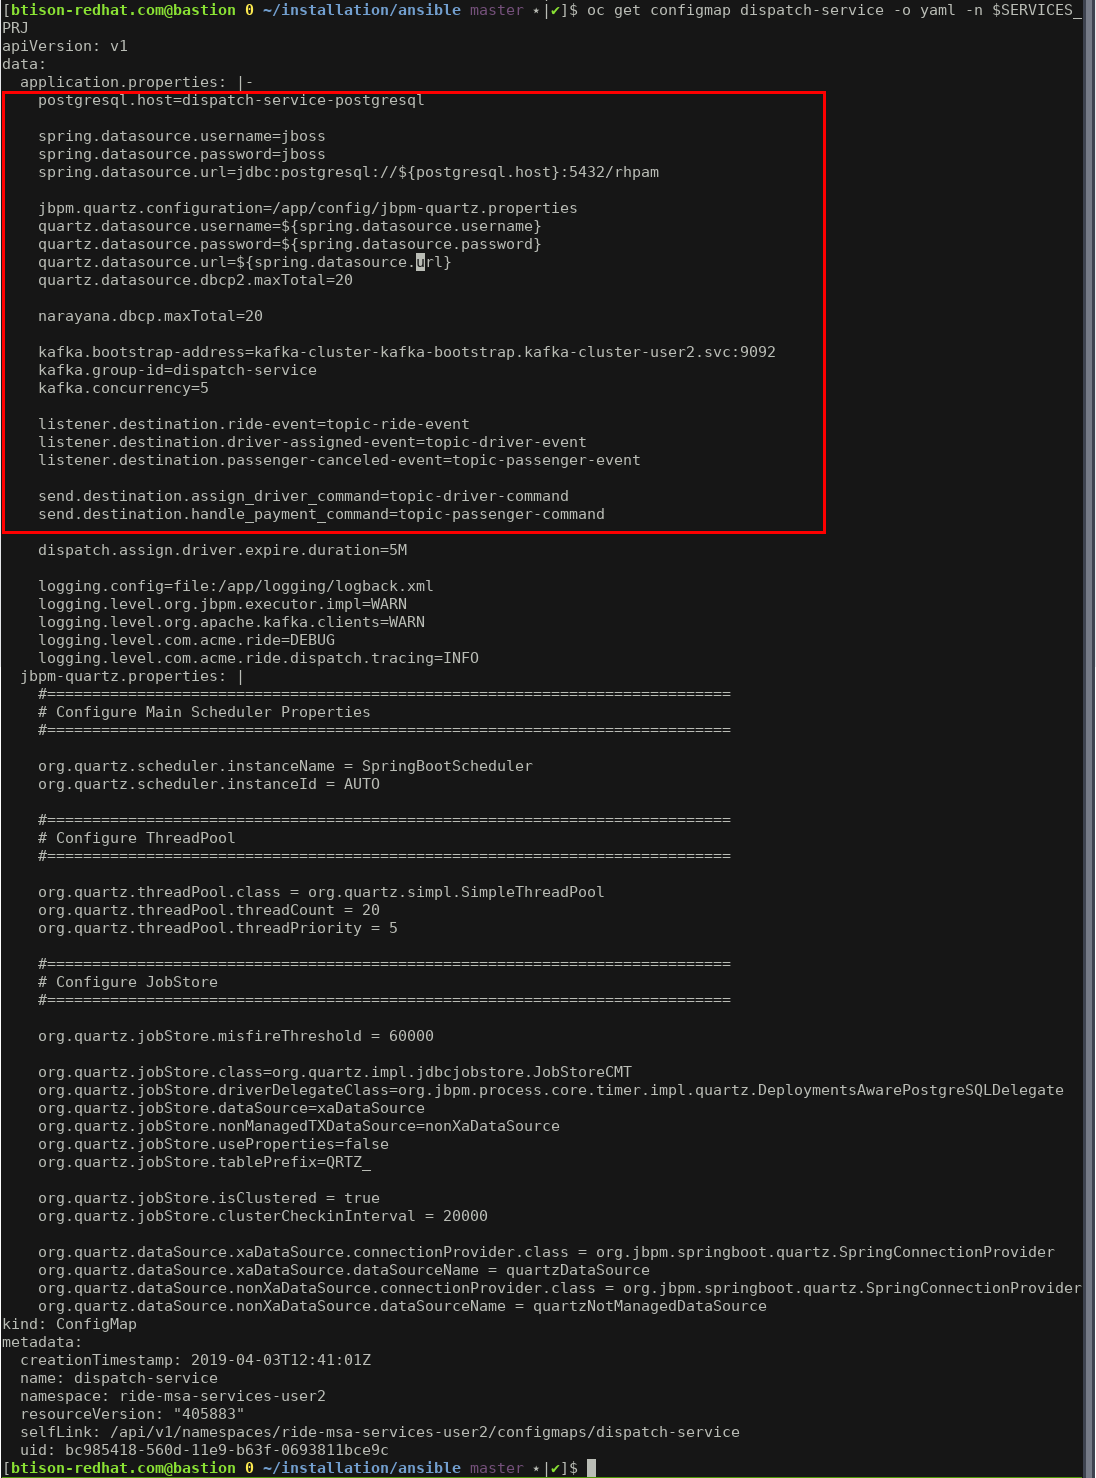 [btison-redhat.com@bastion 0 ~/installation/ansible master ⋆|✔]$ oc get configmap dispatch-service -o yaml -n $SERVICES_
PRJ
apiVersion: v1
data:
  application.properties: |-
    postgresql.host=dispatch-service-postgresql

    spring.datasource.username=jboss
    spring.datasource.password=jboss
    spring.datasource.url=jdbc:postgresql://${postgresql.host}:5432/rhpam

    jbpm.quartz.configuration=/app/config/jbpm-quartz.properties
    quartz.datasource.username=${spring.datasource.username}
    quartz.datasource.password=${spring.datasource.password}
    quartz.datasource.url=${spring.datasource.url}
    quartz.datasource.dbcp2.maxTotal=20

    narayana.dbcp.maxTotal=20

    kafka.bootstrap-address=kafka-cluster-kafka-bootstrap.kafka-cluster-user2.svc:9092
    kafka.group-id=dispatch-service
    kafka.concurrency=5

    listener.destination.ride-event=topic-ride-event
    listener.destination.driver-assigned-event=topic-driver-event
    listener.destination.passenger-canceled-event=topic-passenger-event

    send.destination.assign_driver_command=topic-driver-command
    send.destination.handle_payment_command=topic-passenger-command

    dispatch.assign.driver.expire.duration=5M

    logging.config=file:/app/logging/logback.xml
    logging.level.org.jbpm.executor.impl=WARN
    logging.level.org.apache.kafka.clients=WARN
    logging.level.com.acme.ride=DEBUG
    logging.level.com.acme.ride.dispatch.tracing=INFO
  jbpm-quartz.properties: |
    #============================================================================
    # Configure Main Scheduler Properties
    #============================================================================

    org.quartz.scheduler.instanceName = SpringBootScheduler
    org.quartz.scheduler.instanceId = AUTO

    #============================================================================
    # Configure ThreadPool
    #============================================================================

    org.quartz.threadPool.class = org.quartz.simpl.SimpleThreadPool
    org.quartz.threadPool.threadCount = 20
    org.quartz.threadPool.threadPriority = 5

    #============================================================================
    # Configure JobStore
    #============================================================================

    org.quartz.jobStore.misfireThreshold = 60000

    org.quartz.jobStore.class=org.quartz.impl.jdbcjobstore.JobStoreCMT
    org.quartz.jobStore.driverDelegateClass=org.jbpm.process.core.timer.impl.quartz.DeploymentsAwarePostgreSQLDelegate
    org.quartz.jobStore.dataSource=xaDataSource
    org.quartz.jobStore.nonManagedTXDataSource=nonXaDataSource
    org.quartz.jobStore.useProperties=false
    org.quartz.jobStore.tablePrefix=QRTZ_

    org.quartz.jobStore.isClustered = true
    org.quartz.jobStore.clusterCheckinInterval = 20000

    org.quartz.dataSource.xaDataSource.connectionProvider.class = org.jbpm.springboot.quartz.SpringConnectionProvider
    org.quartz.dataSource.xaDataSource.dataSourceName = quartzDataSource
    org.quartz.dataSource.nonXaDataSource.connectionProvider.class = org.jbpm.springboot.quartz.SpringConnectionProvider
    org.quartz.dataSource.nonXaDataSource.dataSourceName = quartzNotManagedDataSource
kind: ConfigMap
metadata:
  creationTimestamp: 2019-04-03T12:41:01Z
  name: dispatch-service
  namespace: ride-msa-services-user2
  resourceVersion: "405883"
  selfLink: /api/v1/namespaces/ride-msa-services-user2/configmaps/dispatch-service
  uid: bc985418-560d-11e9-b63f-0693811bce9c
[btison-redhat.com@bastion 0 ~/installation/ansible master ⋆|✔]$